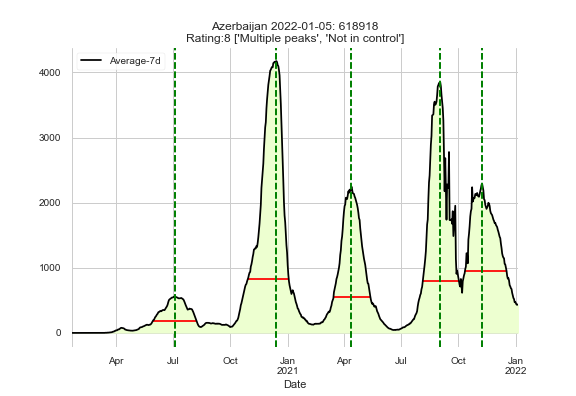 Azerbaijan 2022-01-05: 618918
Rating:8 ['Multiple peaks', 'Not in control']
Average-7d
4000
3000
2000
1000
0
Apr
Jul
Oct
Jan
2021
Apr
Jul
Oct
Jan
2022
Date